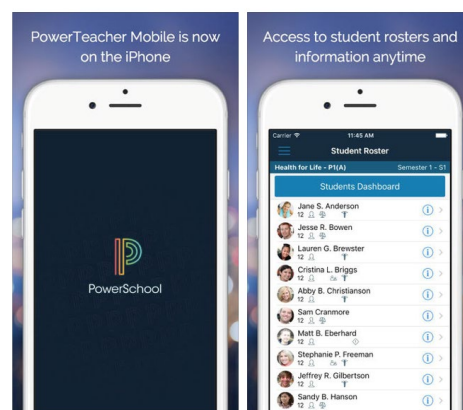 PowerTeacher Mobile is now
on the iPhone
PowerSchool
Access to student rosters and
information anytime
Carrier
11:45 AM
Student Roster
Health for Life - P1(A)
Semester 1 - S1
Students Dashboard
Jane S. Anderson
12
Jesse R. Bowen
12
Lauren G. Brewster
12
Cristina L. Briggs
12
Abby B. Christianson
12
Sam Cranmore
12
Matt B. Eberhard
12
Stephanie P. Freeman
12
Jeffrey R. Gilbertson
12
Sandy B. Hanson
12